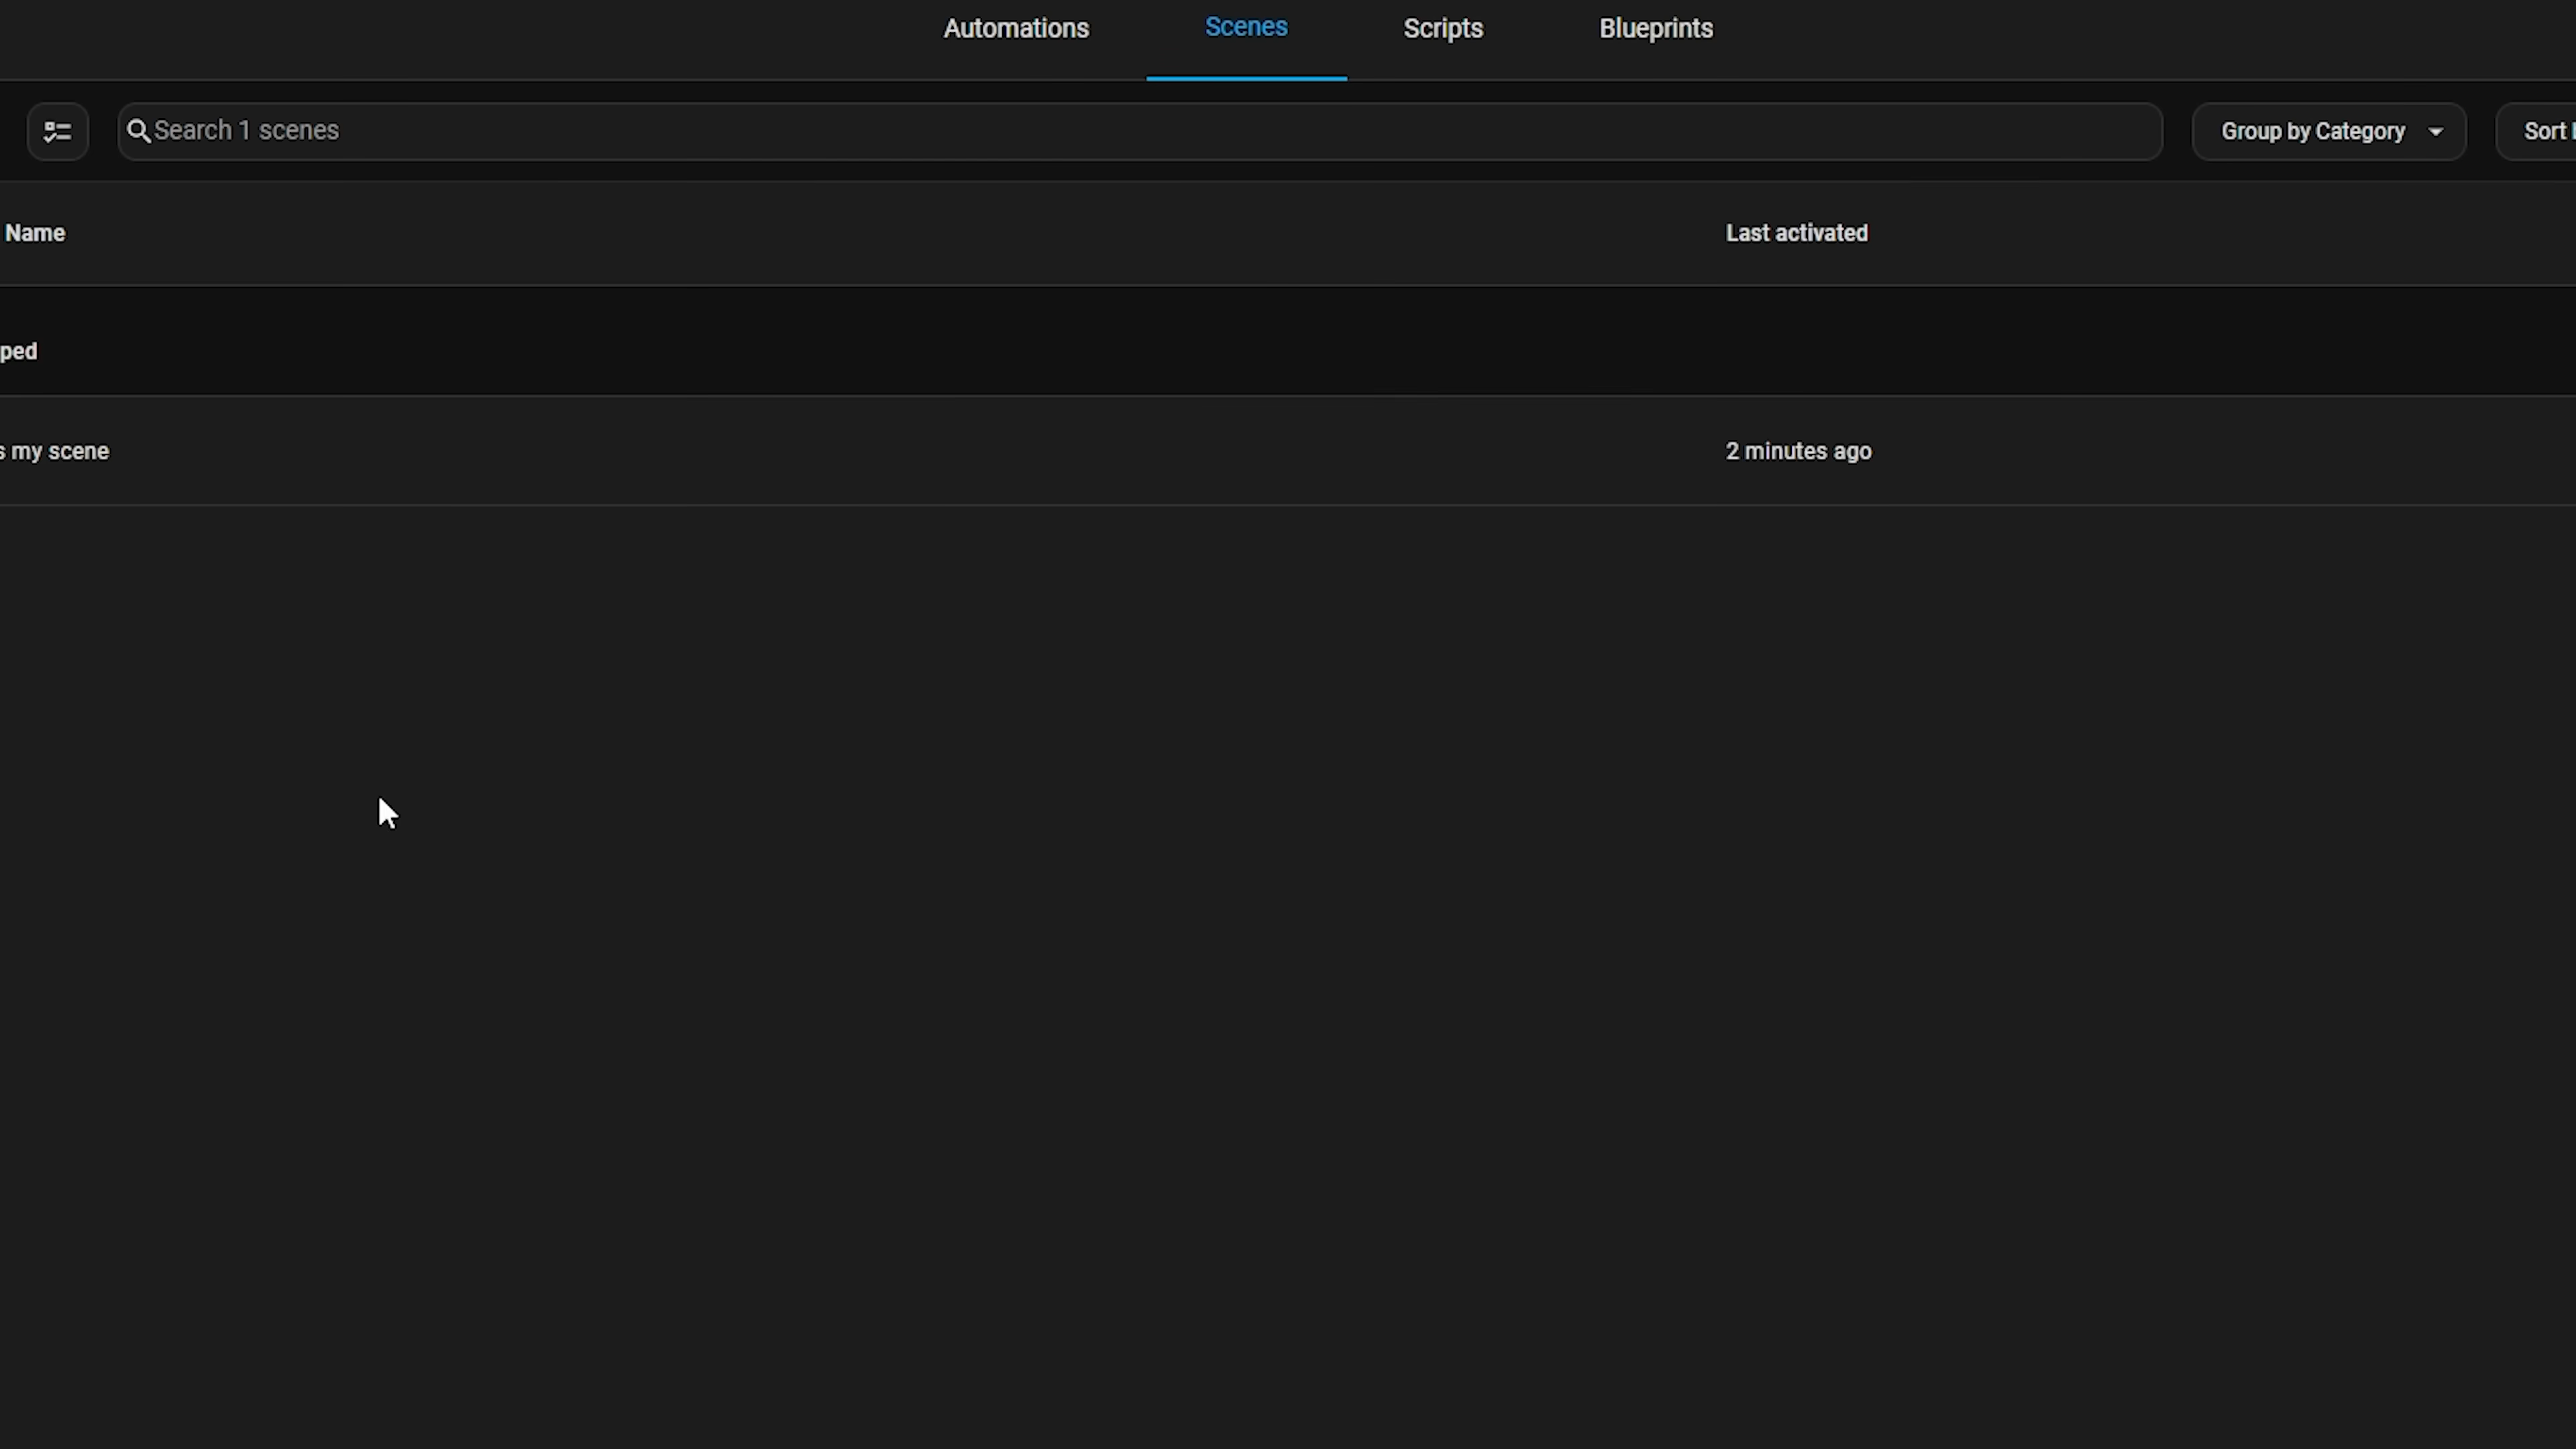 Automations Scenes Scripts Blueprints
Search 1 scenes
Group by Category
Sort
Name Last activated
ped
s my scene 2 minutes ago